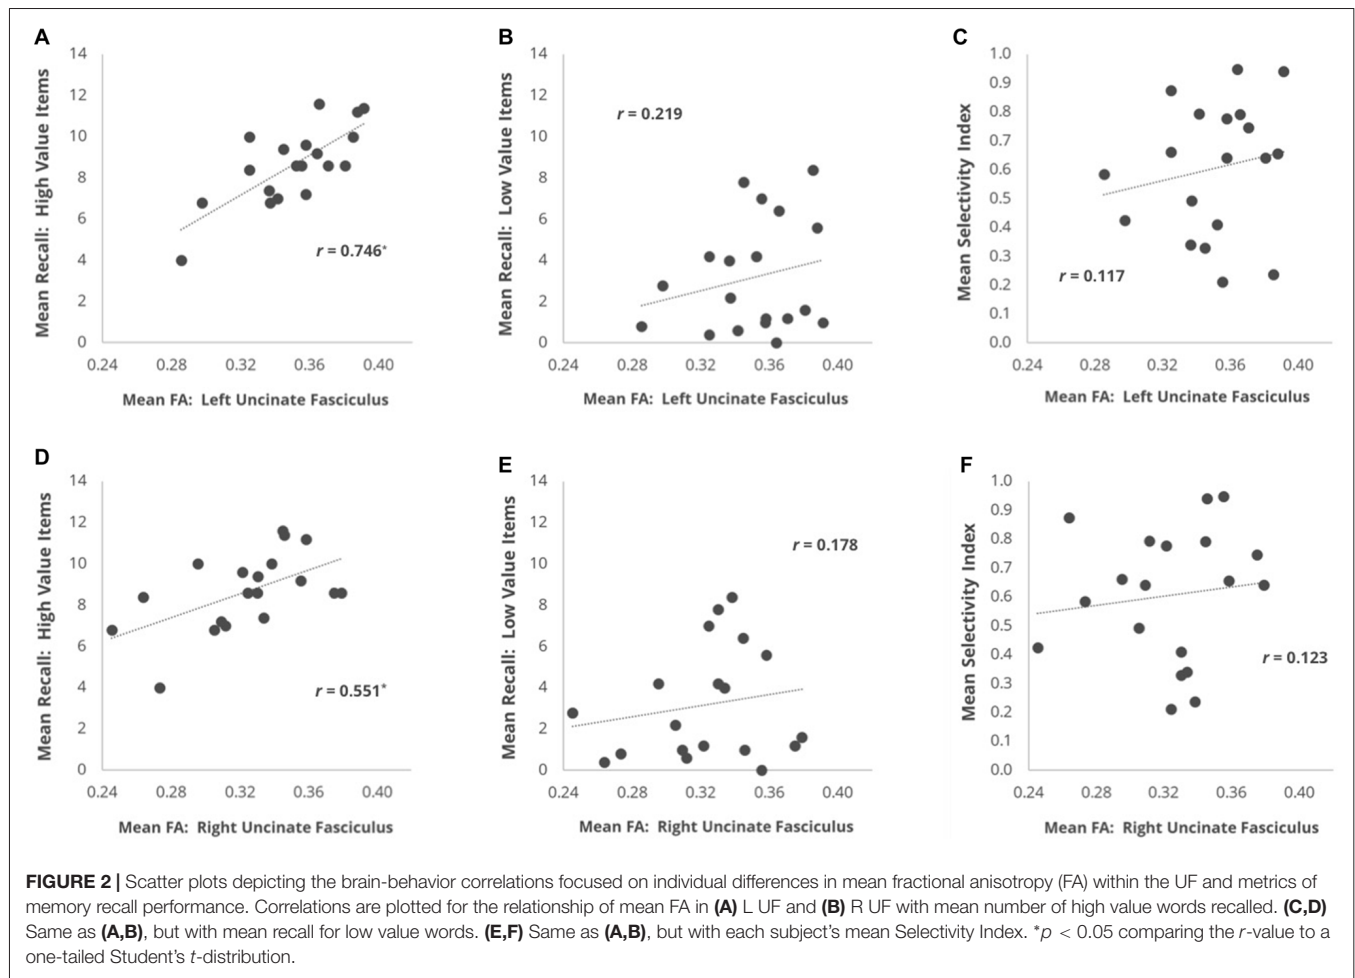 A
Mean Recall: High Value Items
14
12
10
8
6
4
2
0
r = 0.746*
0.24 0.28 0.32 0.36 0.40
Mean FA: Left Uncinate Fasciculus
B
Mean Recall: Low Value Items
14
12
10
8
6
4
2
0
r = 0.219
0.24 0.28 0.32 0.36 0.40
Mean FA: Left Uncinate Fasciculus
C
Mean Selectivity Index
1.0
0.9
0.8
0.7
0.6
0.5
0.4
0.3
0.2
0.1
0.0
r = 0.117
0.24 0.28 0.32 0.36 0.40
Mean FA: Left Uncinate Fasciculus
D
Mean Recall: High Value Items
14
12
10
8
6
4
2
0
r = 0.551*
0.24 0.28 0.32 0.36 0.40
Mean FA: Right Uncinate Fasciculus
E
Mean Recall: Low Value Items
14
12
10
8
6
4
2
0
r = 0.178
0.24 0.28 0.32 0.36 0.40
Mean FA: Right Uncinate Fasciculus
F
Mean Selectivity Index
1.0
0.9
0.8
0.7
0.6
0.5
0.4
0.3
0.2
0.1
0.0
r = 0.123
0.24 0.28 0.32 0.36 0.40
Mean FA: Right Uncinate Fasciculus
FIGURE 2 | Scatter plots depicting the brain-behavior correlations focused on individual differences in mean fractional anisotropy (FA) within the UF and metrics of
memory recall performance. Correlations are plotted for the relationship of mean FA in (A) L UF and (B) R UF with mean number of high value words recalled. (C,D)
Same as (A,B), but with mean recall for low value words. (E,F) Same as (A,B), but with each subject's mean Selectivity Index. *p < 0.05 comparing the r-value to a
one-tailed Student's t-distribution.